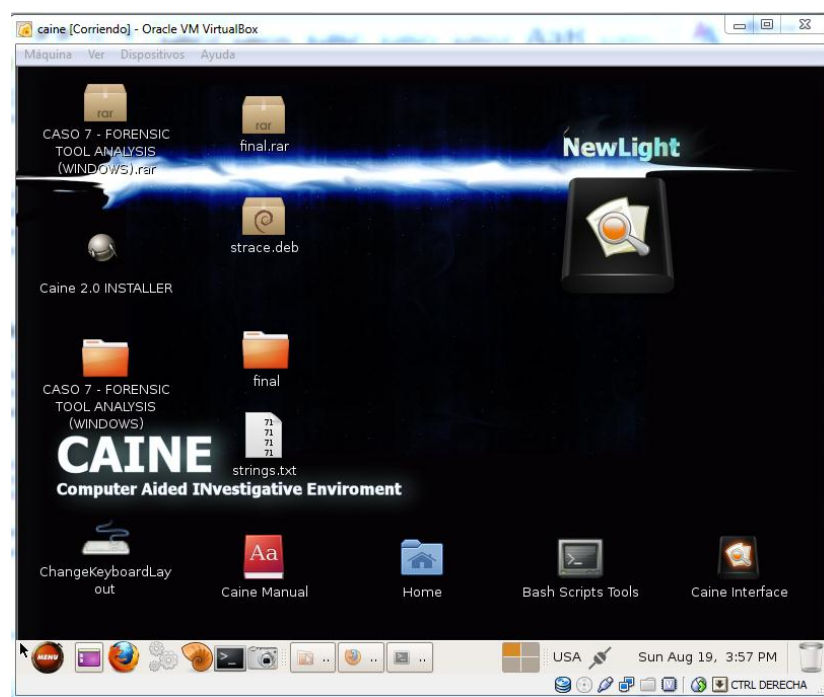 caine [Corriendo] - Oracle VM VirtualBox
Máquina Ver Dispositivos Ayuda
rar
CASO 7 - FORENSIC
TOOL ANALYSIS
(WINDOWS).rar
rar
final.rar
NewLight
strace.deb
Caine 2.0 INSTALLER
CASO 7 - FORENSIC
TOOL ANALYSIS
(WINDOWS)
final
71
71
71
71
strings.txt
CAINE
Computer Aided INvestigative Enviroment
ChangeKeyboardLay
out
Aa
Caine Manual
Home
Bash Scripts Tools
Caine Interface
MENU
..
..
..
USA
Sun Aug 19, 3:57 PM
CTRL DERECHA